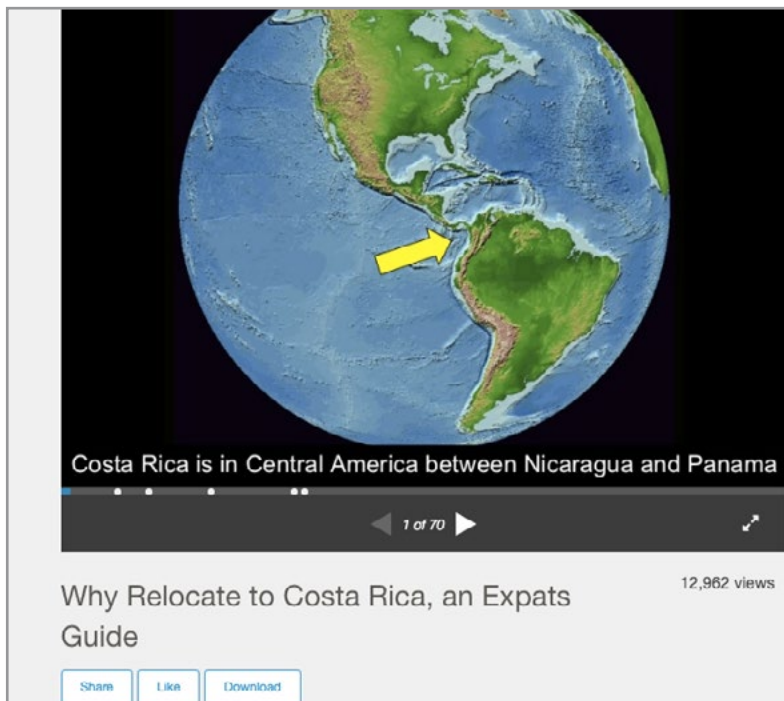 Costa Rica is in Central America between Nicaragua and Panama
1 of 70
Why Relocate to Costa Rica, an Expats
Guide
12,962 views
Share
Like
Download